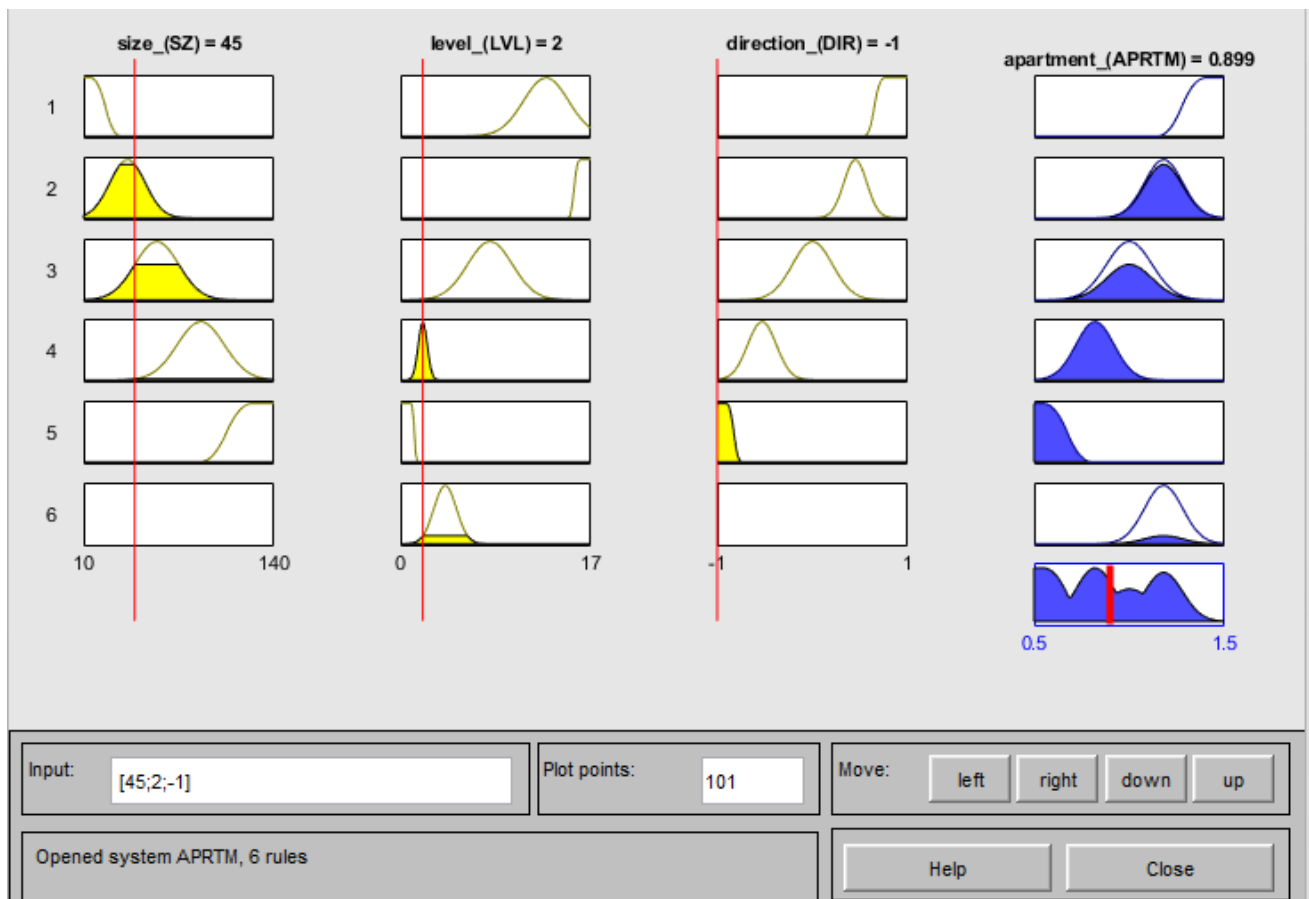 size_(SZ) = 45
level_(LVL) = 2
direction_(DIR) = -1
apartment_(APRTM) = 0.899
1
2
3
4
5
6
10 140
0 17
-1 1
0.5 1.5
Input: [45;2;-1]
Plot points: 101
Move: left right down up
Opened system APRTM, 6 rules
Help Close